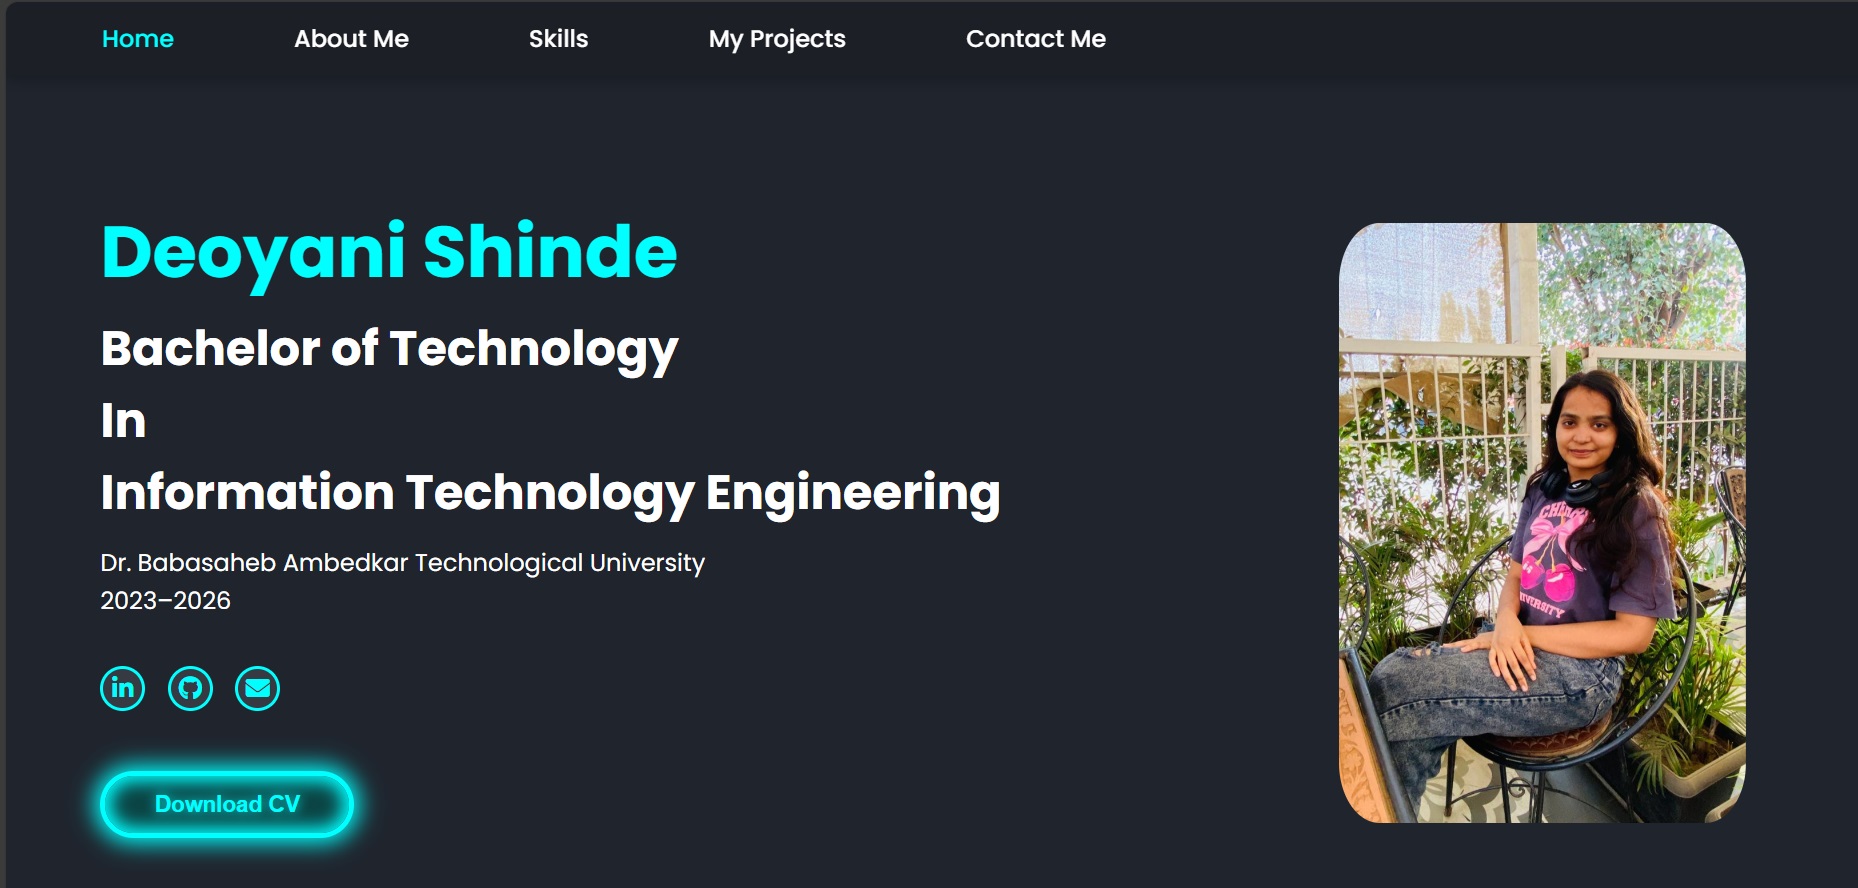 Home About Me Skills My Projects Contact Me
Deoyani Shinde
Bachelor of Technology
In
Information Technology Engineering
Dr. Babasaheb Ambedkar Technological University
2023–2026
in
Download CV